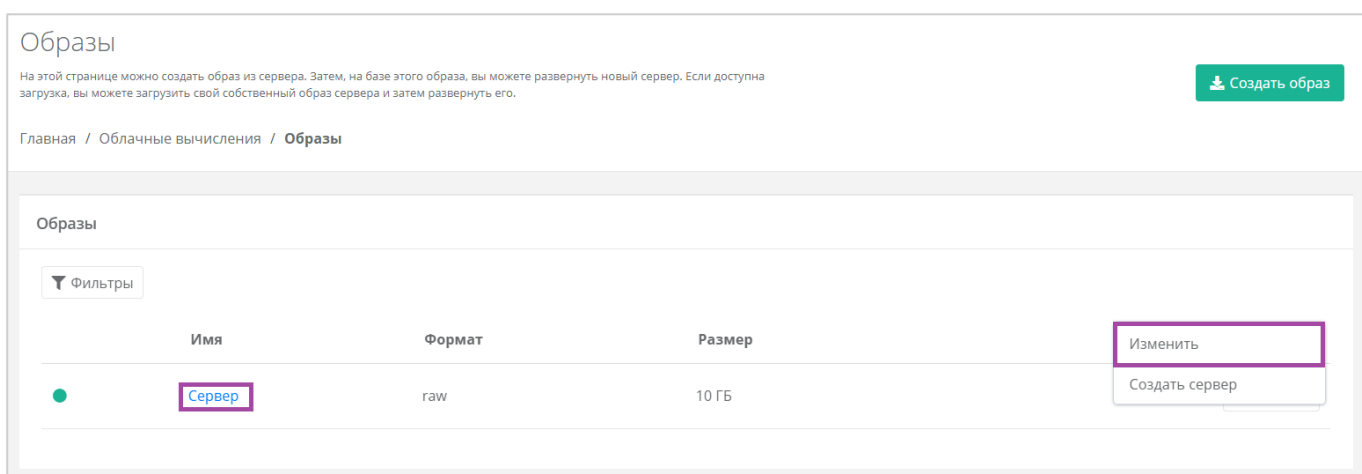 Образы
На этой странице можно создать образ из сервера. Затем, на базе этого образа, вы можете развернуть новый сервер. Если доступна
загрузка, вы можете загрузить свой собственный образ сервера и затем развернуть его.
Создать образ
Главная / Облачные вычисления / Образы
Образы
Фильтры
Имя Формат Размер
Изменить
Сервер raw 10 ГБ
Создать сервер